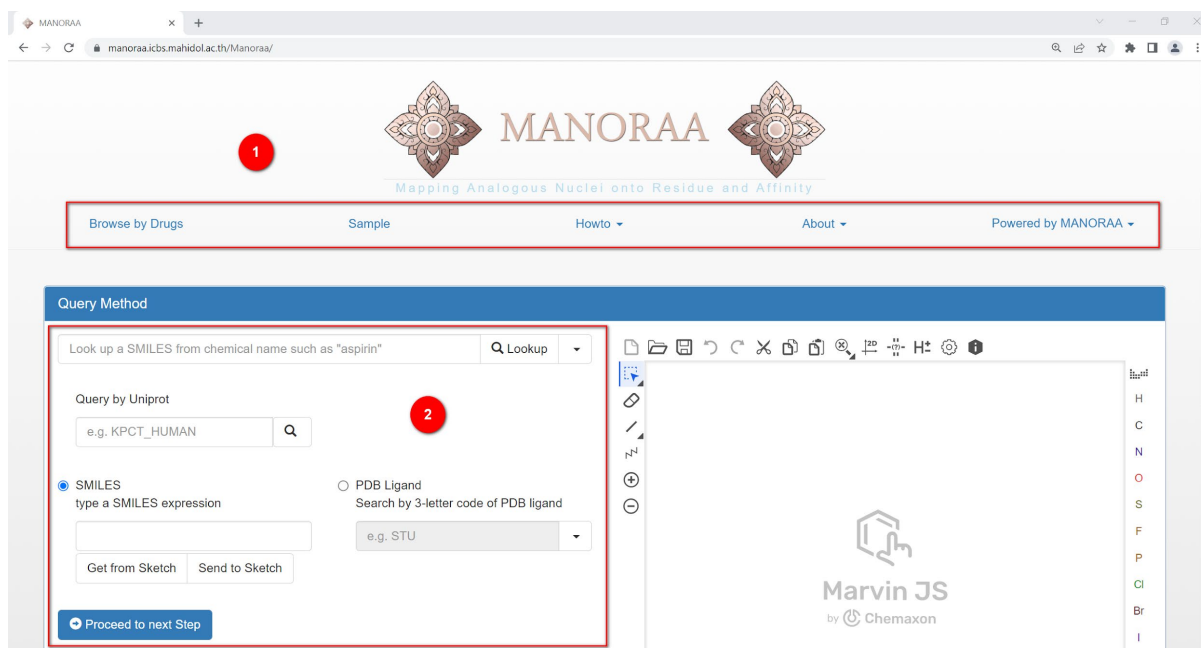 MANORAA
manoraa.icbs.mahidol.ac.th/Manoraa/
MANORAA
Mapping Analogous Nuclei onto Residue and Affinity
1
Browse by Drugs Sample Howto About Powered by MANORAA
Query Method
Look up a SMILES from chemical name such as "aspirin" Lookup
2D H±
Query by Uniprot
e.g. KPCT_HUMAN
2
SMILES
type a SMILES expression
PDB Ligand
Search by 3-letter code of PDB ligand
e.g. STU
Get from Sketch Send to Sketch
Proceed to next Step
Marvin JS
by Chemaxon
H
C
N
O
S
F
P
Cl
Br
I